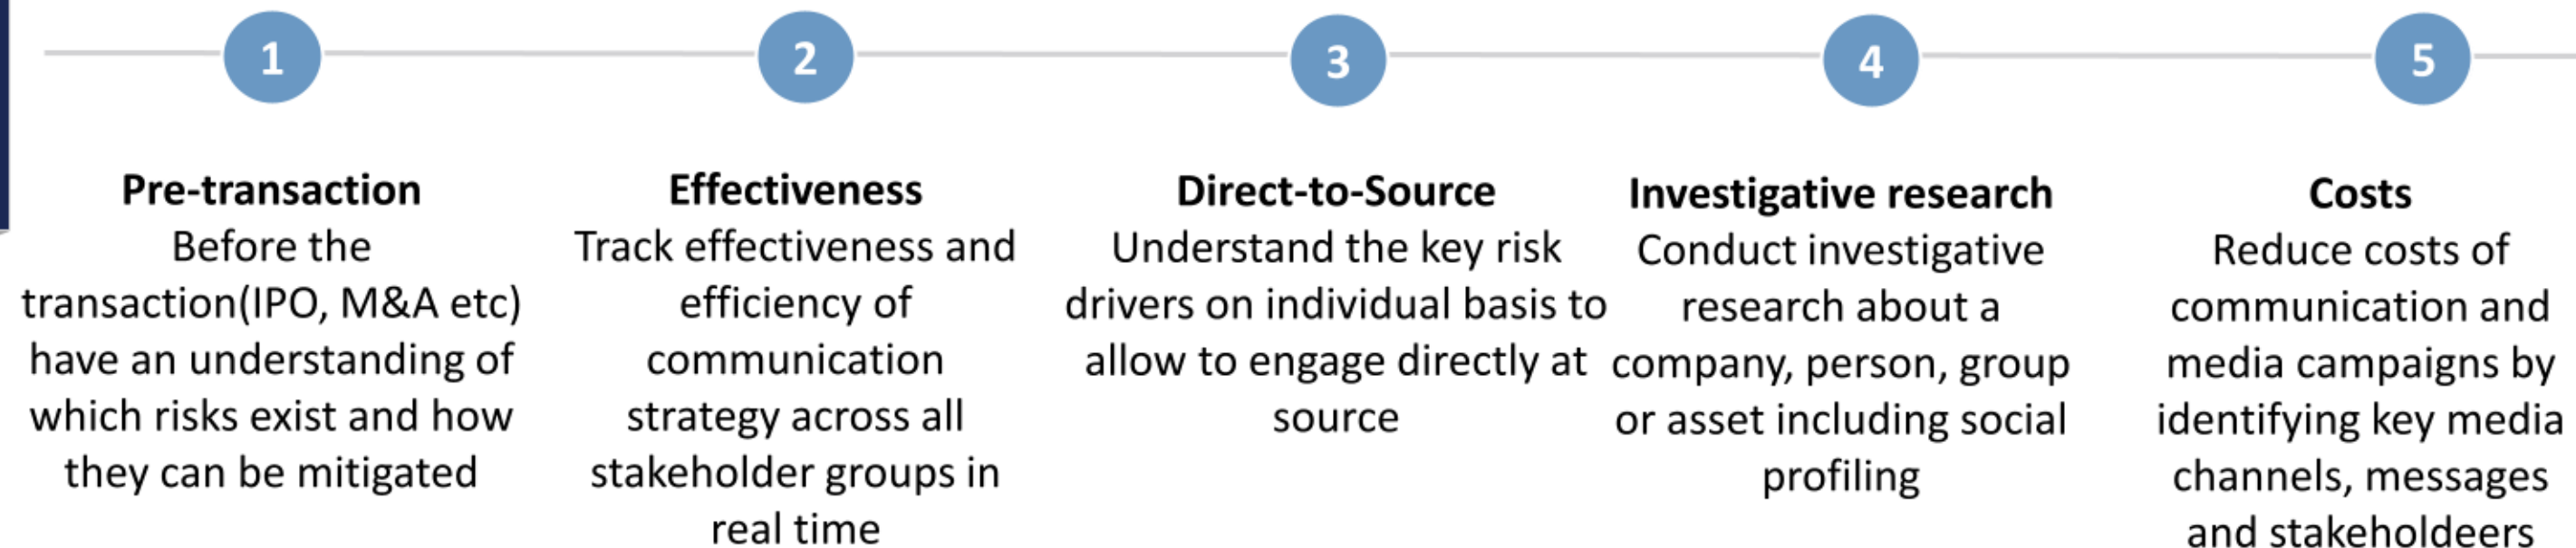 1
Pre-transaction
Before the
transaction(IPO, M&A etc)
have an understanding of
which risks exist and how
they can be mitigated
2
Effectiveness
Track effectiveness and
efficiency of
communication
strategy across all
stakeholder groups in
real time
3
Direct-to-Source
Understand the key risk
drivers on individual basis to
allow to engage directly at
source
4
Investigative research
Conduct investigative
research about a
company, person, group
or asset including social
profiling
5
Costs
Reduce costs of
communication and
media campaigns by
identifying key media
channels, messages
and stakeholdeers